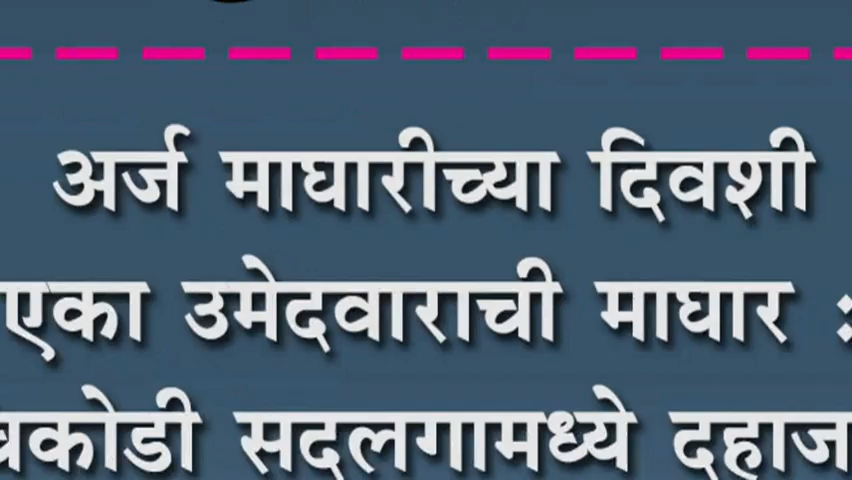 अर्ज माघारीच्या दिवशी
एका उमेदवाराची माघार :
सदलगामध्ये